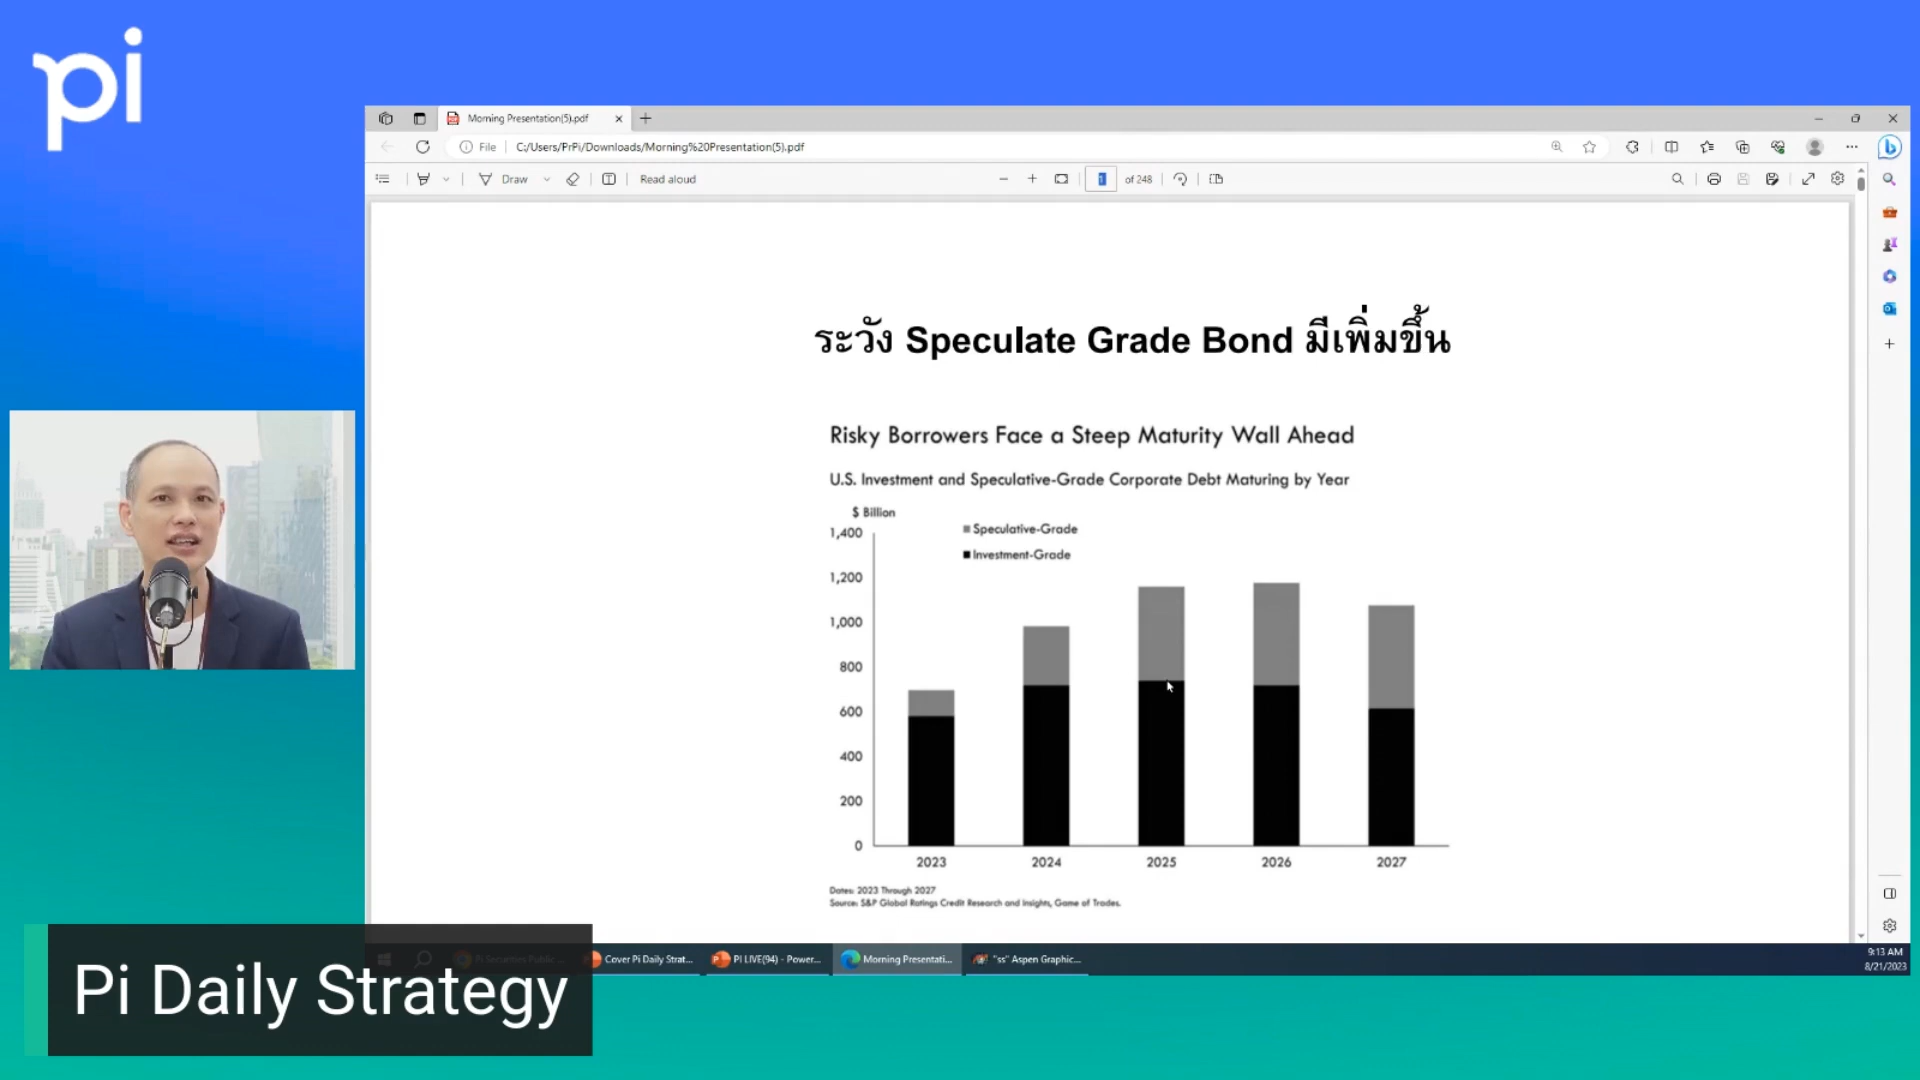 pi
Morning Presentation(5).pdf
File
C:/Users/PrPi/Downloads/Morning%20Presentation(5).pdf
Draw
Read aloud
1
of 248
ระวัง Speculate Grade Bond มีเพิ่มขึ้น
Risky Borrowers Face a Steep Maturity Wall Ahead
U.S. Investment and Speculative-Grade Corporate Debt Maturing by Year
$ Billion
Speculative-Grade
Investment-Grade
1,400
1,200
1,000
800
600
400
200
0
2023
2024
2025
2026
2027
Dates: 2023 Through 2027
Source: S&P Global Ratings Credit Research and Insights, Game of Trades.
Pi Securities Public...
Cover Pi Daily Strat...
PI LIVE(94) - Power...
Morning Presentati...
"ss" Aspen Graphic...
9:13 AM
8/21/2023
Pi Daily Strategy